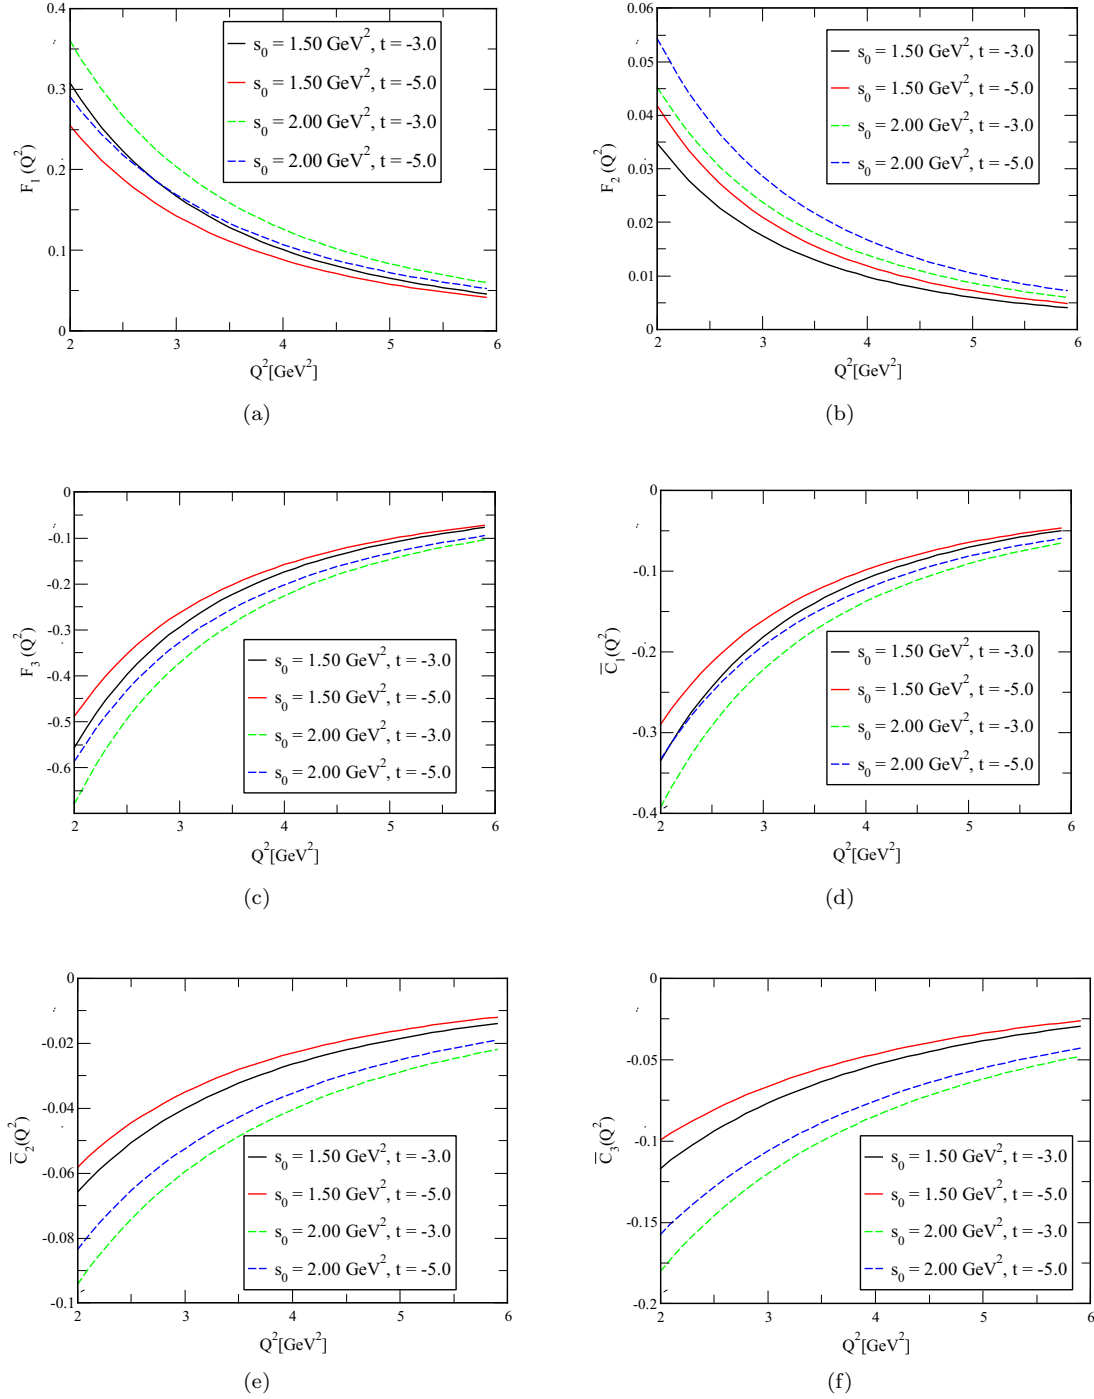 0.4
0.3
0.2
0.1
0
F₁ (Q²)
s₀ = 1.50 GeV², t = -3.0
s₀ = 1.50 GeV², t = -5.0
s₀ = 2.00 GeV², t = -3.0
s₀ = 2.00 GeV², t = -5.0
2 3 4 5 6
Q²[GeV²]
(a)
0.06
0.05
0.04
0.03
0.02
0.01
0
F₂ (Q²)
s₀ = 1.50 GeV², t = -3.0
s₀ = 1.50 GeV², t = -5.0
s₀ = 2.00 GeV², t = -3.0
s₀ = 2.00 GeV², t = -5.0
2 3 4 5 6
Q²[GeV²]
(b)
0
-0.1
-0.2
-0.3
-0.4
-0.5
-0.6
F₃ (Q²)
s₀ = 1.50 GeV², t = -3.0
s₀ = 1.50 GeV², t = -5.0
s₀ = 2.00 GeV², t = -3.0
s₀ = 2.00 GeV², t = -5.0
2 3 4 5 6
Q²[GeV²]
(c)
0
-0.1
-0.2
-0.3
-0.4
C̅₁(Q²)
s₀ = 1.50 GeV², t = -3.0
s₀ = 1.50 GeV², t = -5.0
s₀ = 2.00 GeV², t = -3.0
s₀ = 2.00 GeV², t = -5.0
2 3 4 5 6
Q²[GeV²]
(d)
0
-0.02
-0.04
-0.06
-0.08
-0.1
C̅₂(Q²)
s₀ = 1.50 GeV², t = -3.0
s₀ = 1.50 GeV², t = -5.0
s₀ = 2.00 GeV², t = -3.0
s₀ = 2.00 GeV², t = -5.0
2 3 4 5 6
Q²[GeV²]
(e)
0
-0.05
-0.1
-0.15
-0.2
C̅₃(Q²)
s₀ = 1.50 GeV², t = -3.0
s₀ = 1.50 GeV², t = -5.0
s₀ = 2.00 GeV², t = -3.0
s₀ = 2.00 GeV², t = -5.0
2 3 4 5 6
Q²[GeV²]
(f)